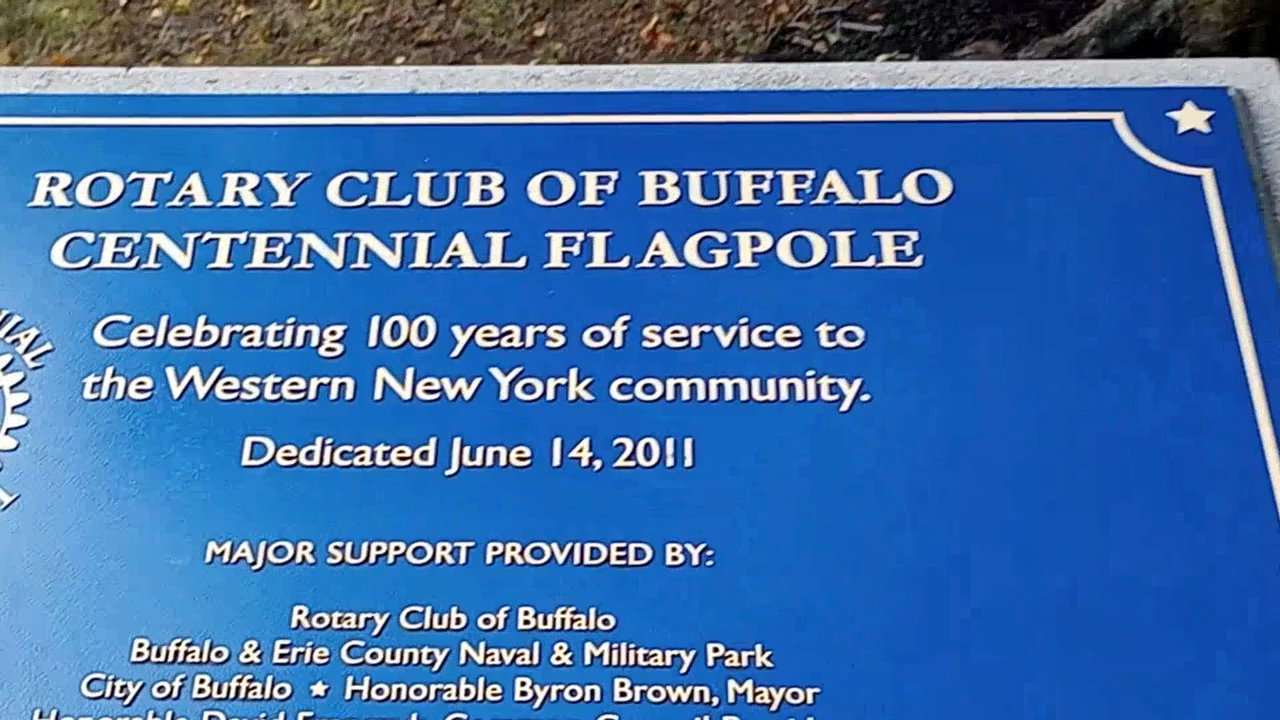 ROTARY CLUB OF BUFFALO
CENTENNIAL FLAGPOLE
Celebrating 100 years of service to
the Western New York community.
Dedicated June 14, 2011
MAJOR SUPPORT PROVIDED BY:
Rotary Club of Buffalo
Buffalo & Erie County Naval & Military Park
City of Buffalo ★ Honorable Byron Brown, Mayor
Honorable David